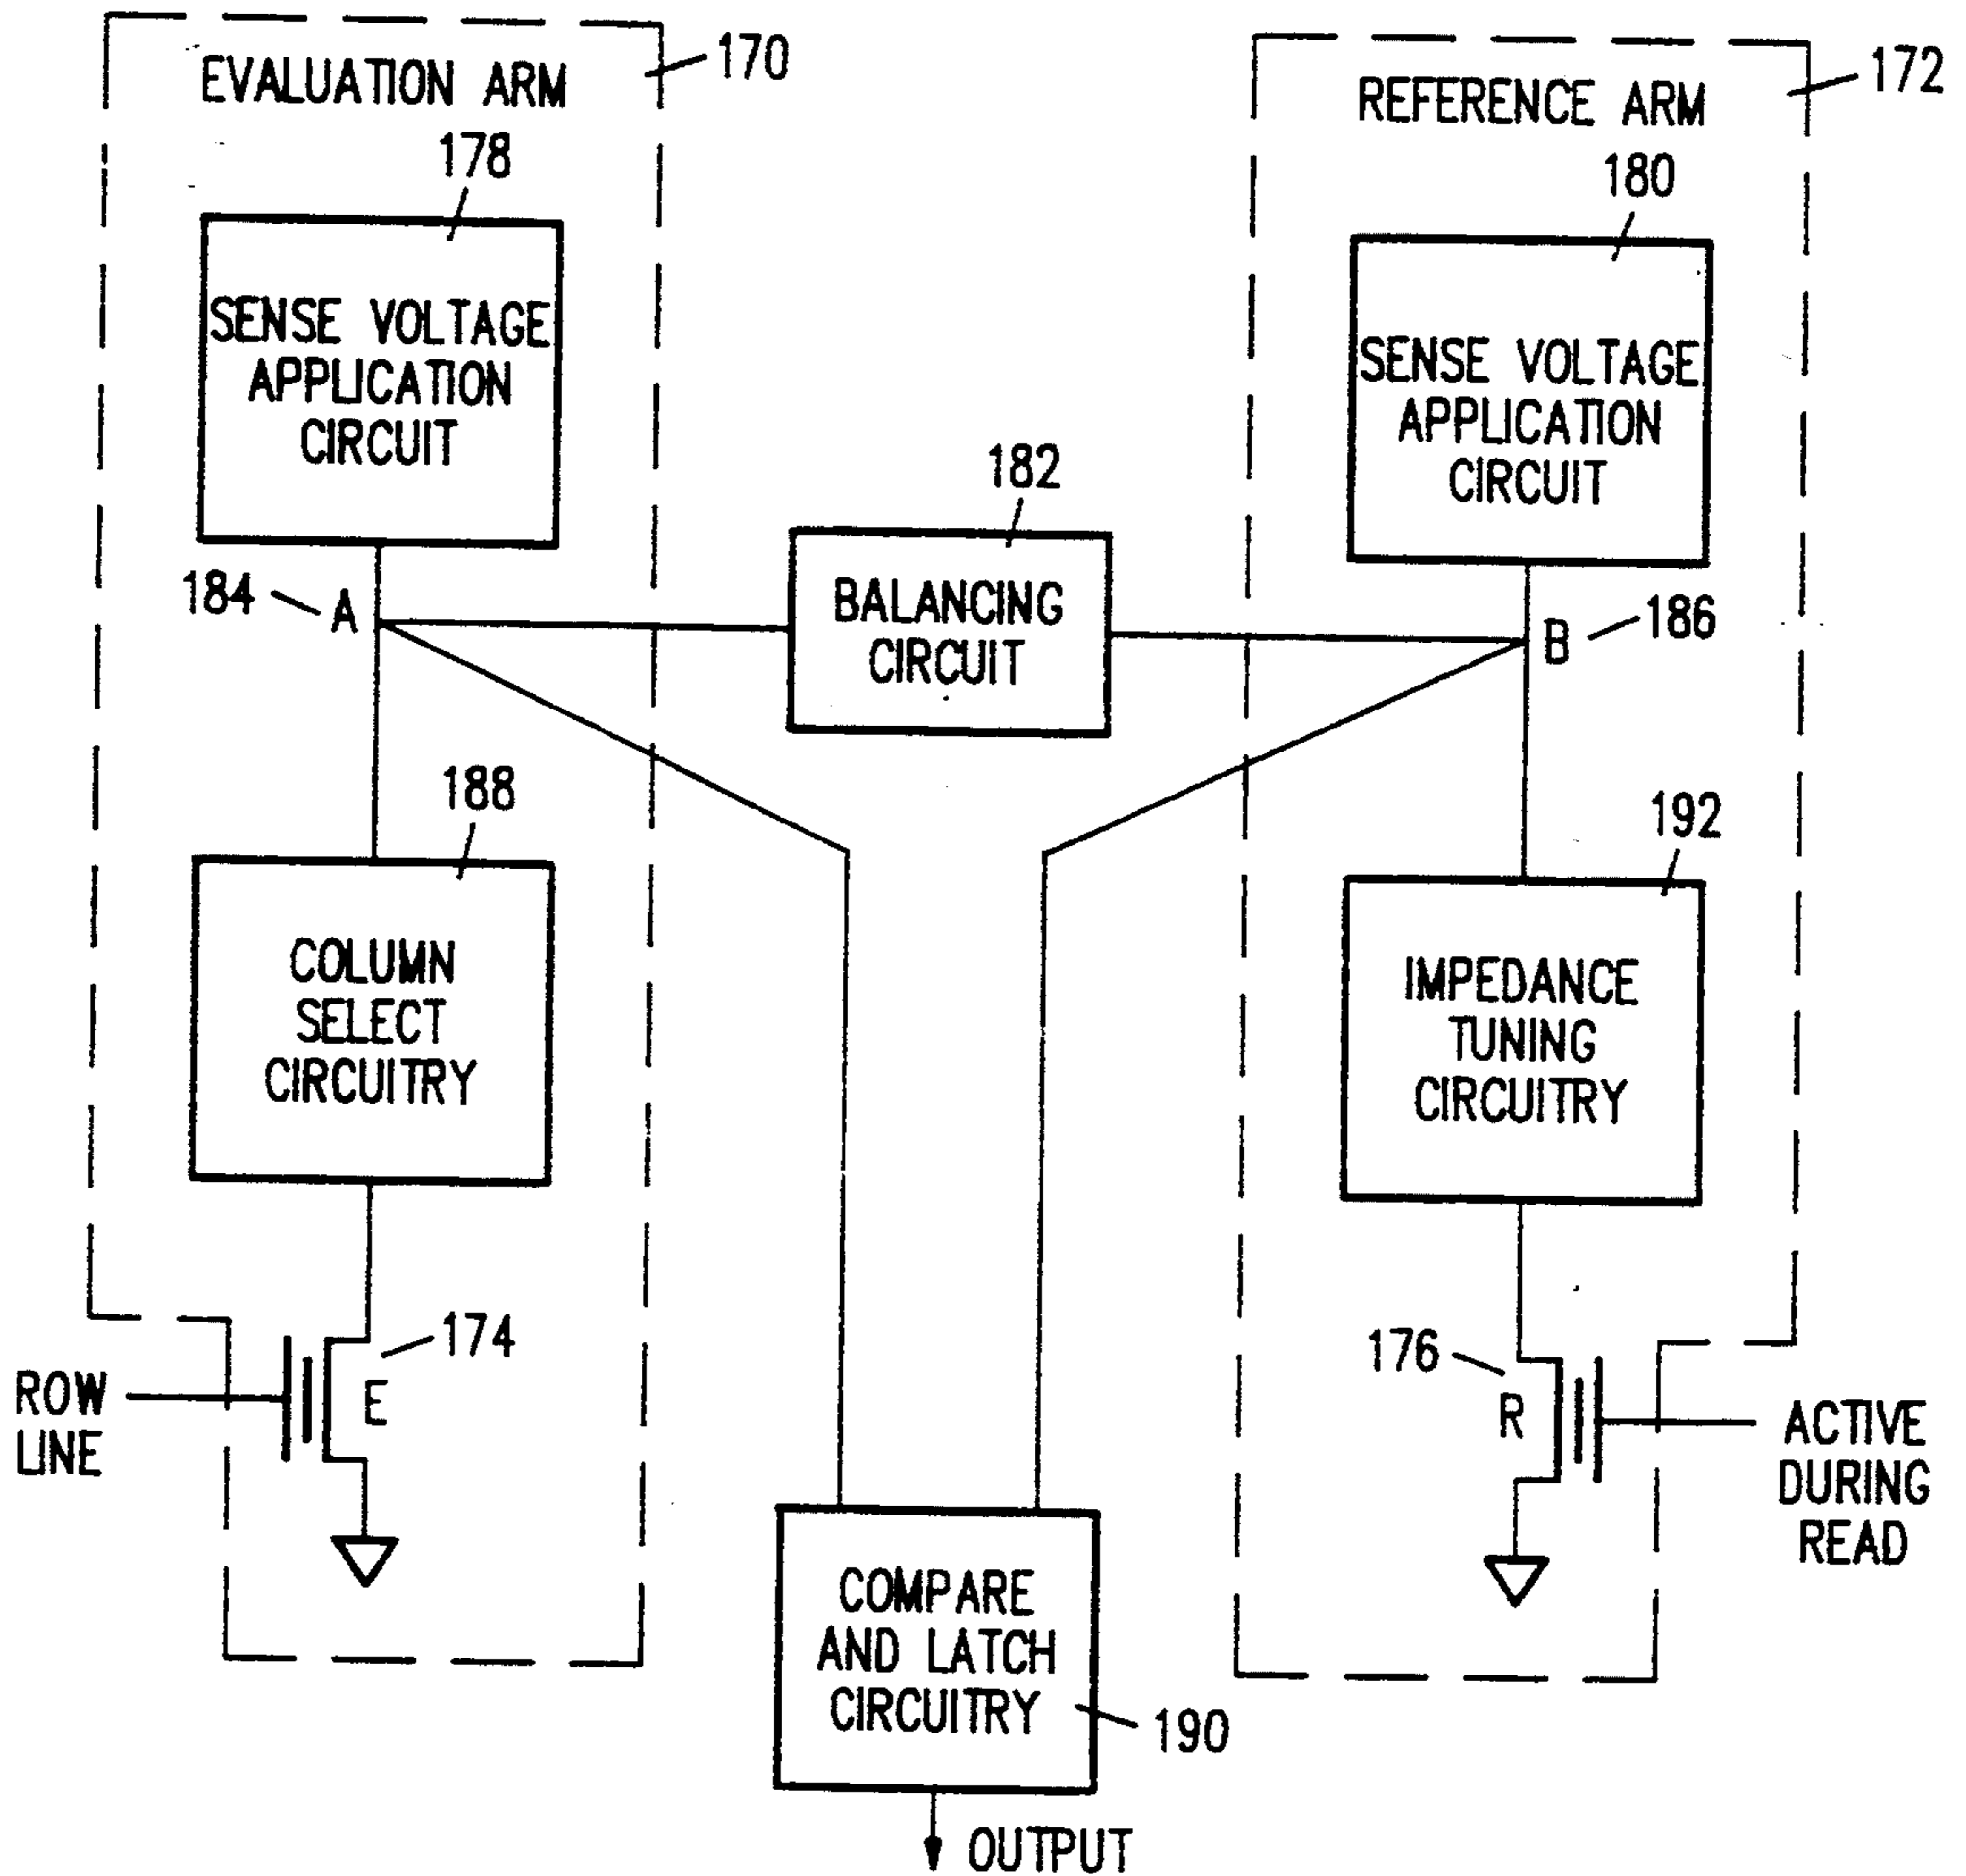 EVALUATION ARM
170
178
SENSE VOLTAGE
APPLICATION
CIRCUIT
184
A
188
COLUMN
SELECT
CIRCUITRY
174
E
ROW
LINE
182
BALANCING
CIRCUIT
REFERENCE ARM
172
180
SENSE VOLTAGE
APPLICATION
CIRCUIT
B
186
192
IMPEDANCE
TUNING
CIRCUITRY
176
R
ACTIVE
DURING
READ
COMPARE
AND LATCH
CIRCUITRY
190
OUTPUT